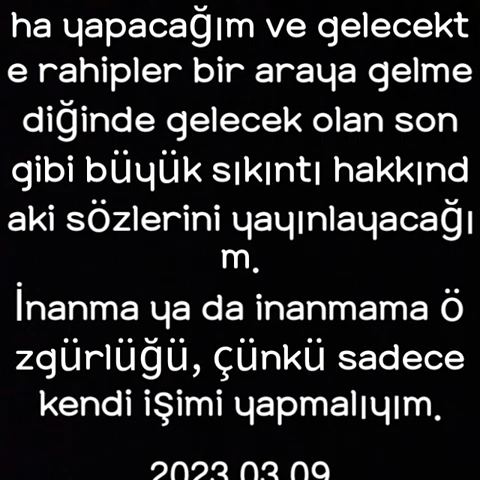 ha yapacağım ve gelecekt
e rahipler bir araya gelme
diğinde gelecek olan son
gibi büyük sıkıntı hakkınd
aki sözlerini yayınlayacağı
m.
İnanma ya da inanmama ö
zgürlüğü, çünkü sadece
kendi işimi yapmalıyım.
2023.03.09